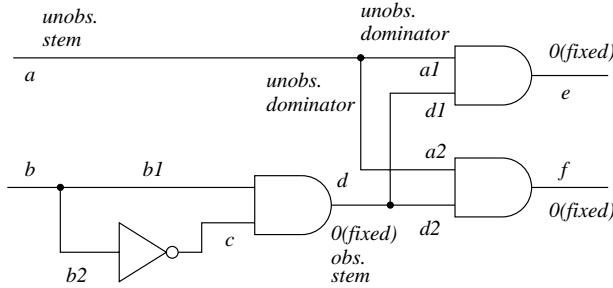 unobs.
stem
unobs.
dominator
0(fixed)
a
a1
e
unobs.
dominator
d1
a2
b
b1
d
f
0(fixed)
c
0(fixed)
d2
obs.
stem
b2